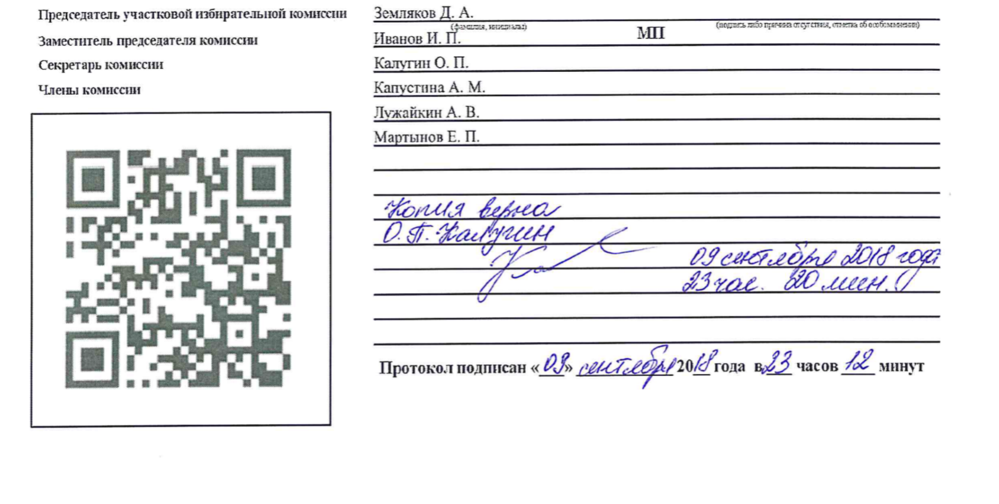 Председатель участковой избирательной комиссии Земляков Д. А.
(фамилия, инициалы) (подпись либо причина отсутствия, отметка об особом мнении)
Заместитель председателя комиссии Иванов И. П. МП
Секретарь комиссии Калугин О. П.
Члены комиссии Капустина А. М.
Лужайкин А. В.
Мартынов Е. П.
Копия верна
О. П. Калугин
09 сентября 2018 года
23 час. 20 мин.
Протокол подписан «09» сентября 2018 года в 23 часов 12 минут